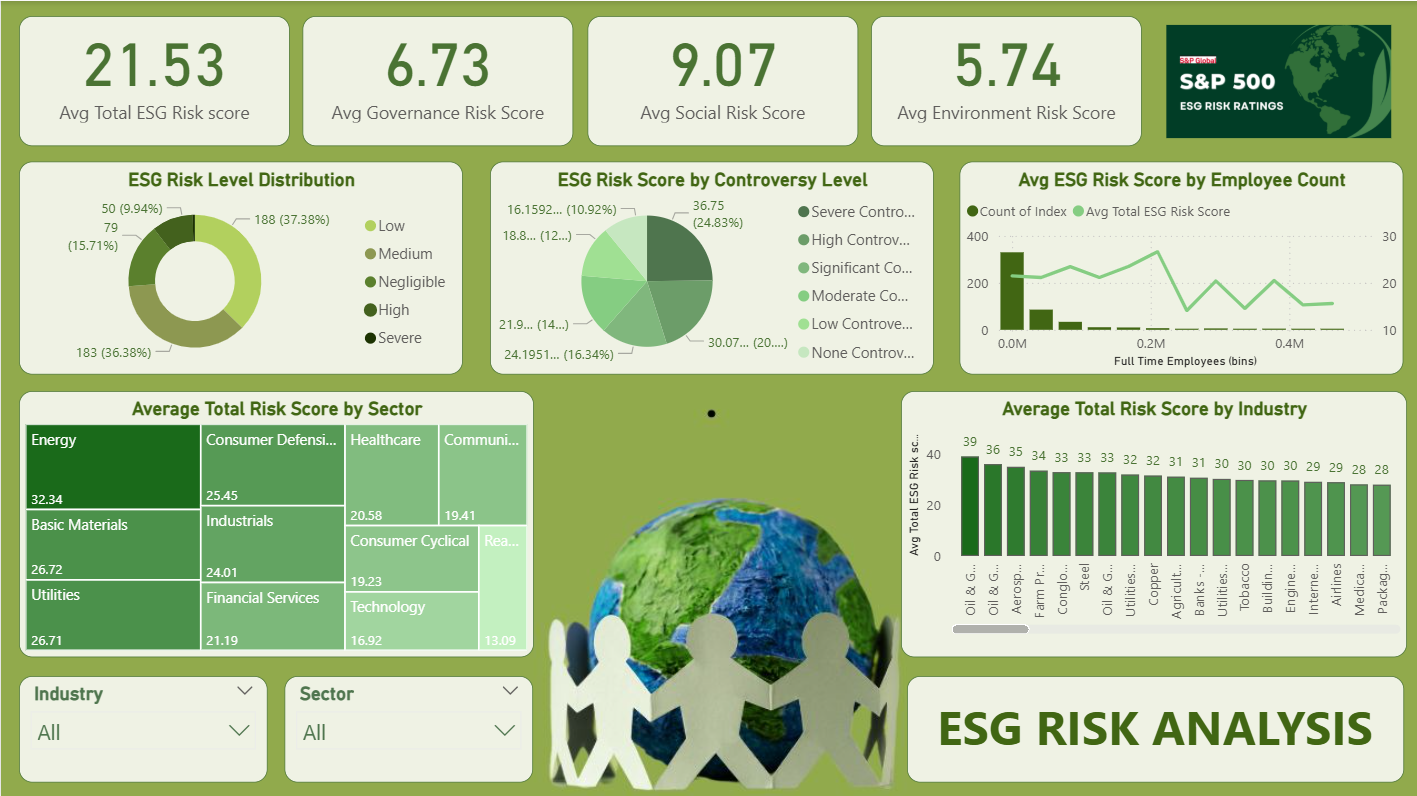 21.53
Avg Total ESG Risk score
6.73
Avg Governance Risk Score
9.07
Avg Social Risk Score
5.74
Avg Environment Risk Score
S&P Global
S&P 500
ESG RISK RATINGS
ESG Risk Level Distribution
50 (9.94%)
79
(15.71%)
188 (37.38%)
183 (36.38%)
Low
Medium
Negligible
High
Severe
ESG Risk Score by Controversy Level
16.1592... (10.92%)
36.75
(24.83%)
18.8... (12...)
21.9... (14...)
24.1951... (16.34%)
30.07... (20....)
Severe Contro...
High Controv...
Significant Co...
Moderate Co...
Low Controve...
None Controv...
Avg ESG Risk Score by Employee Count
Count of Index
Avg Total ESG Risk Score
400
200
0
30
20
10
0.0M
0.2M
0.4M
Full Time Employees (bins)
Average Total Risk Score by Sector
Energy
32.34
Basic Materials
26.72
Utilities
26.71
Consumer Defensi...
25.45
Industrials
24.01
Financial Services
21.19
Healthcare
20.58
Communi...
19.41
Consumer Cyclical
19.23
Technology
16.92
Rea...
13.09
Average Total Risk Score by Industry
Avg Total ESG Risk sc...
40
20
0
39 36 35 34 33 33 33 32 32 31 31 30 30 30 30 29 29 28 28
Oil & G...
Oil & G...
Aerosp...
Farm Pr...
Conglo...
Steel
Oil & G...
Utilities...
Copper
Agricult...
Banks -...
Utilities...
Tobacco
Buildin...
Engine...
Interne...
Airlines
Medica...
Packag...
Industry
All
Sector
All
ESG RISK ANALYSIS